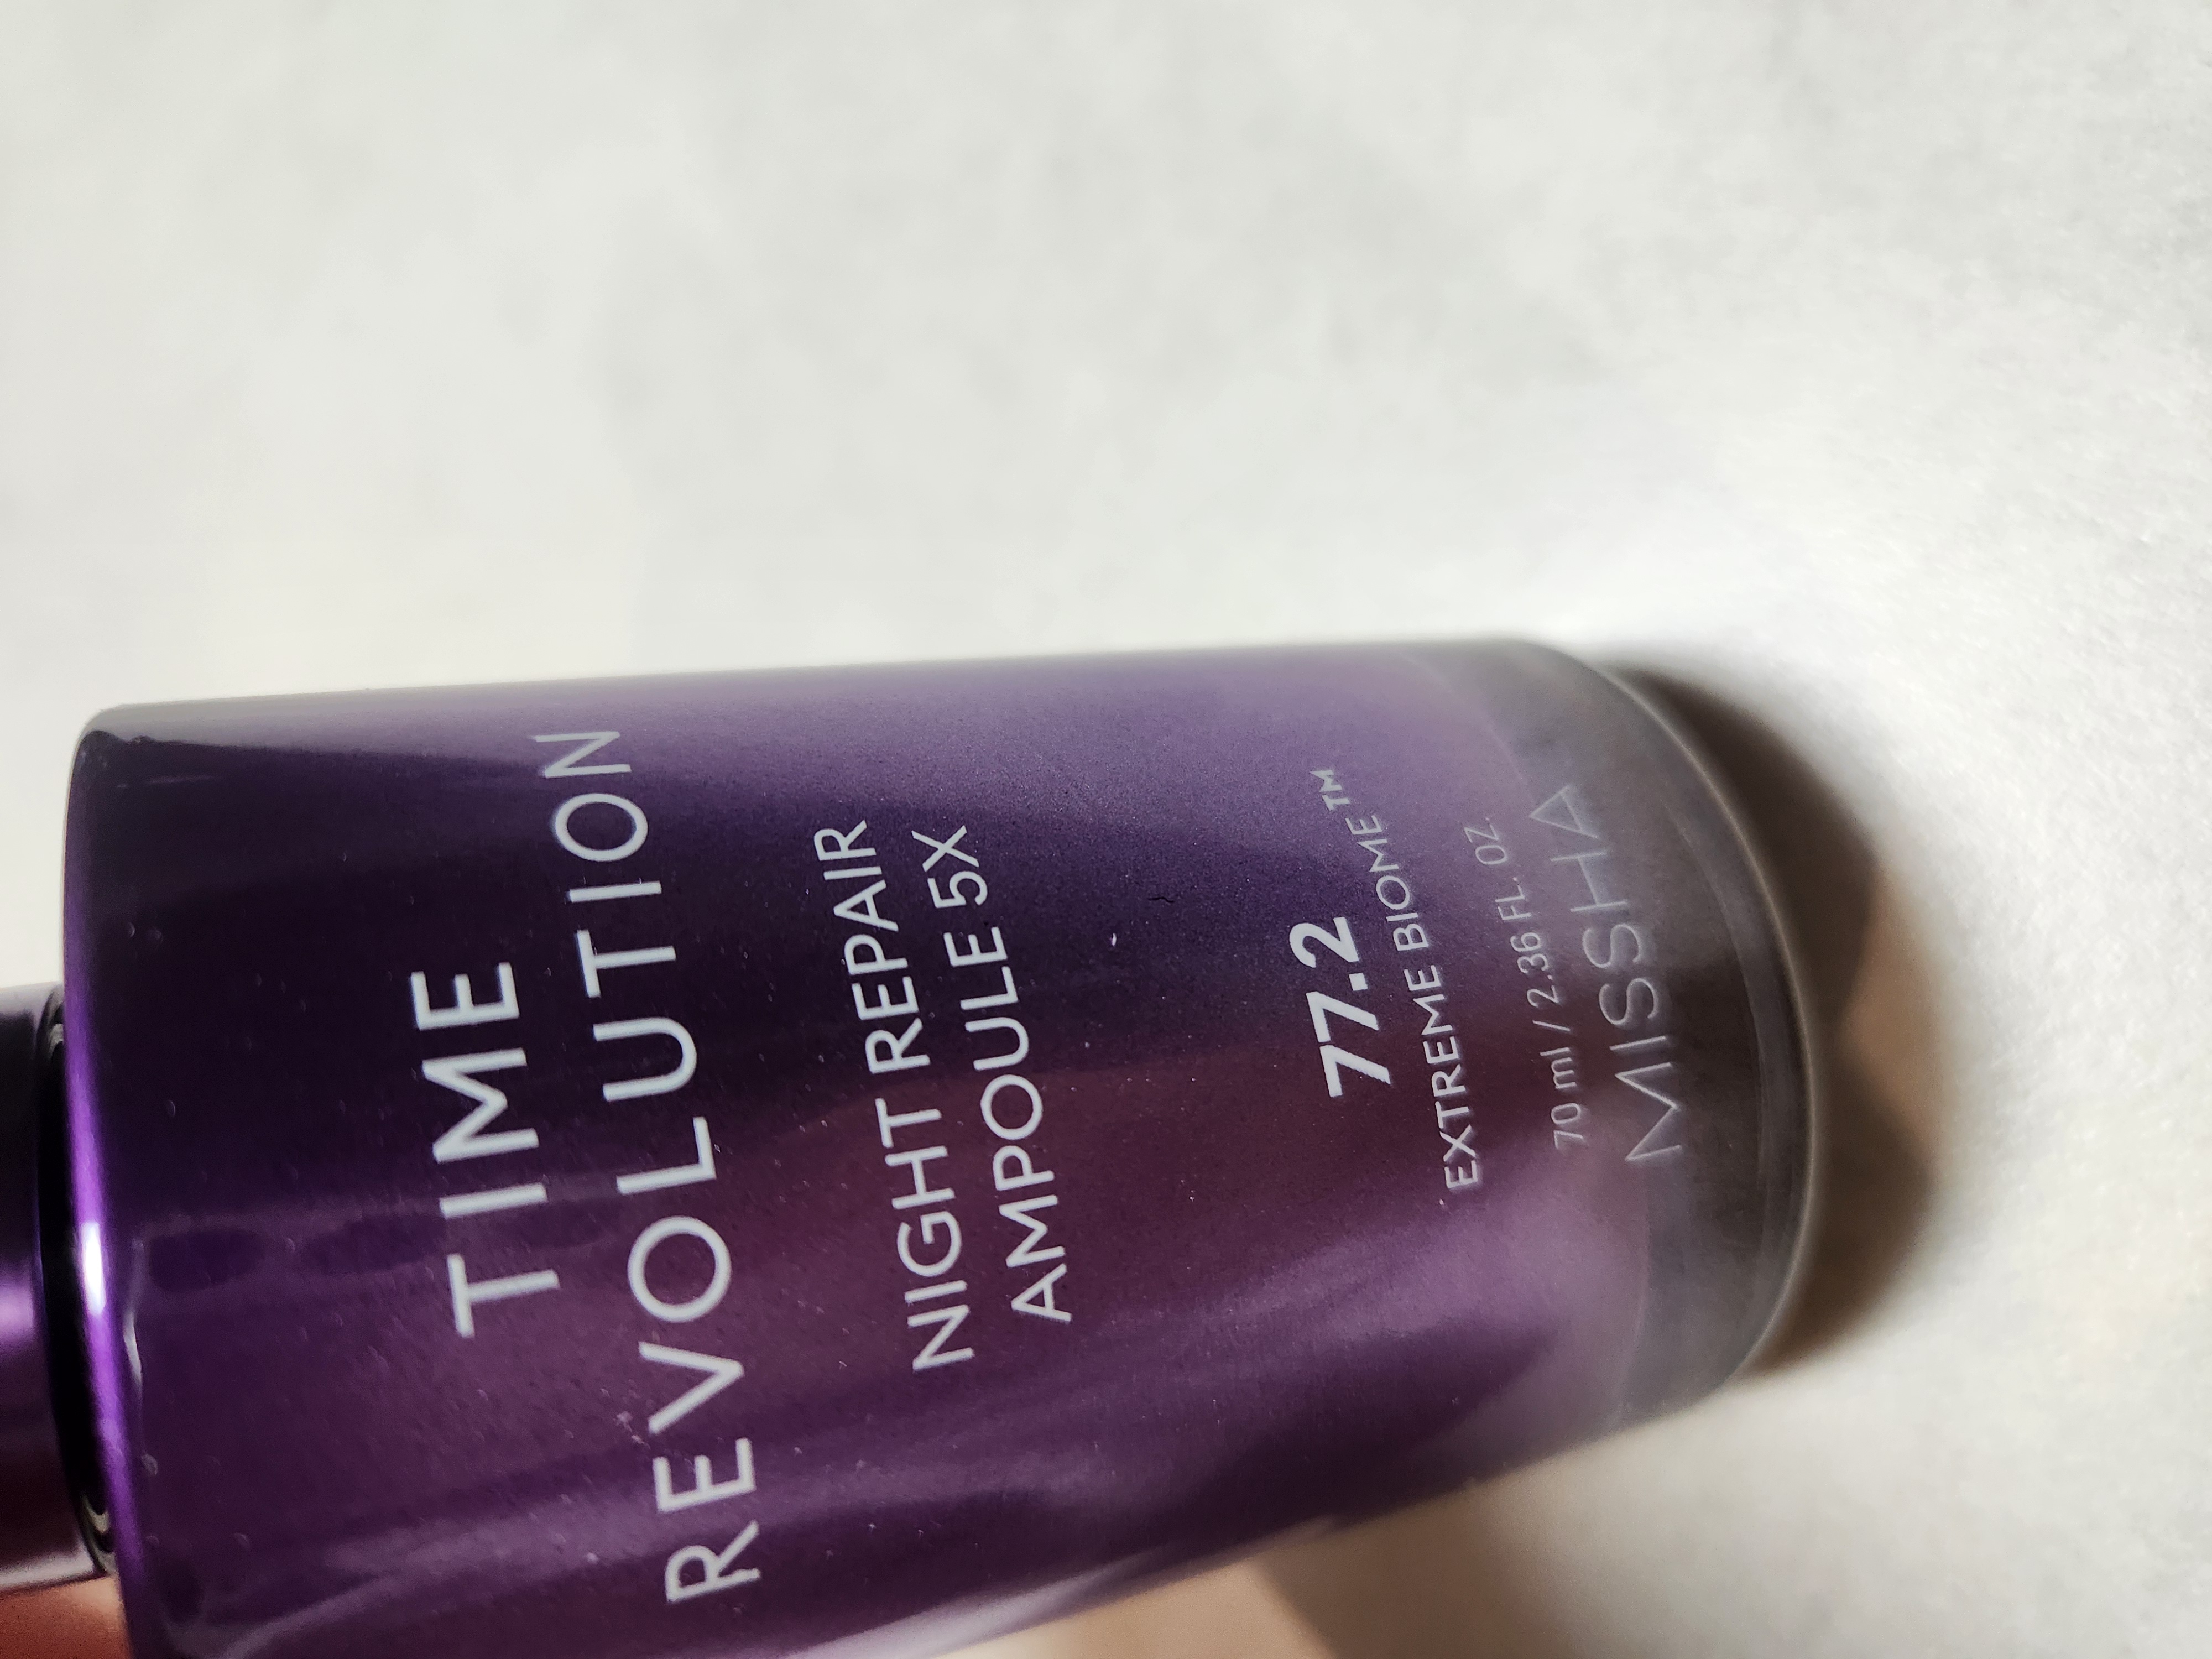 TIME
REVOLUTION
NIGHT REPAIR
AMPOULE 5X
77.2
EXTREME BIOME™
70 ml / 2.36 FL. OZ.
MISSHA